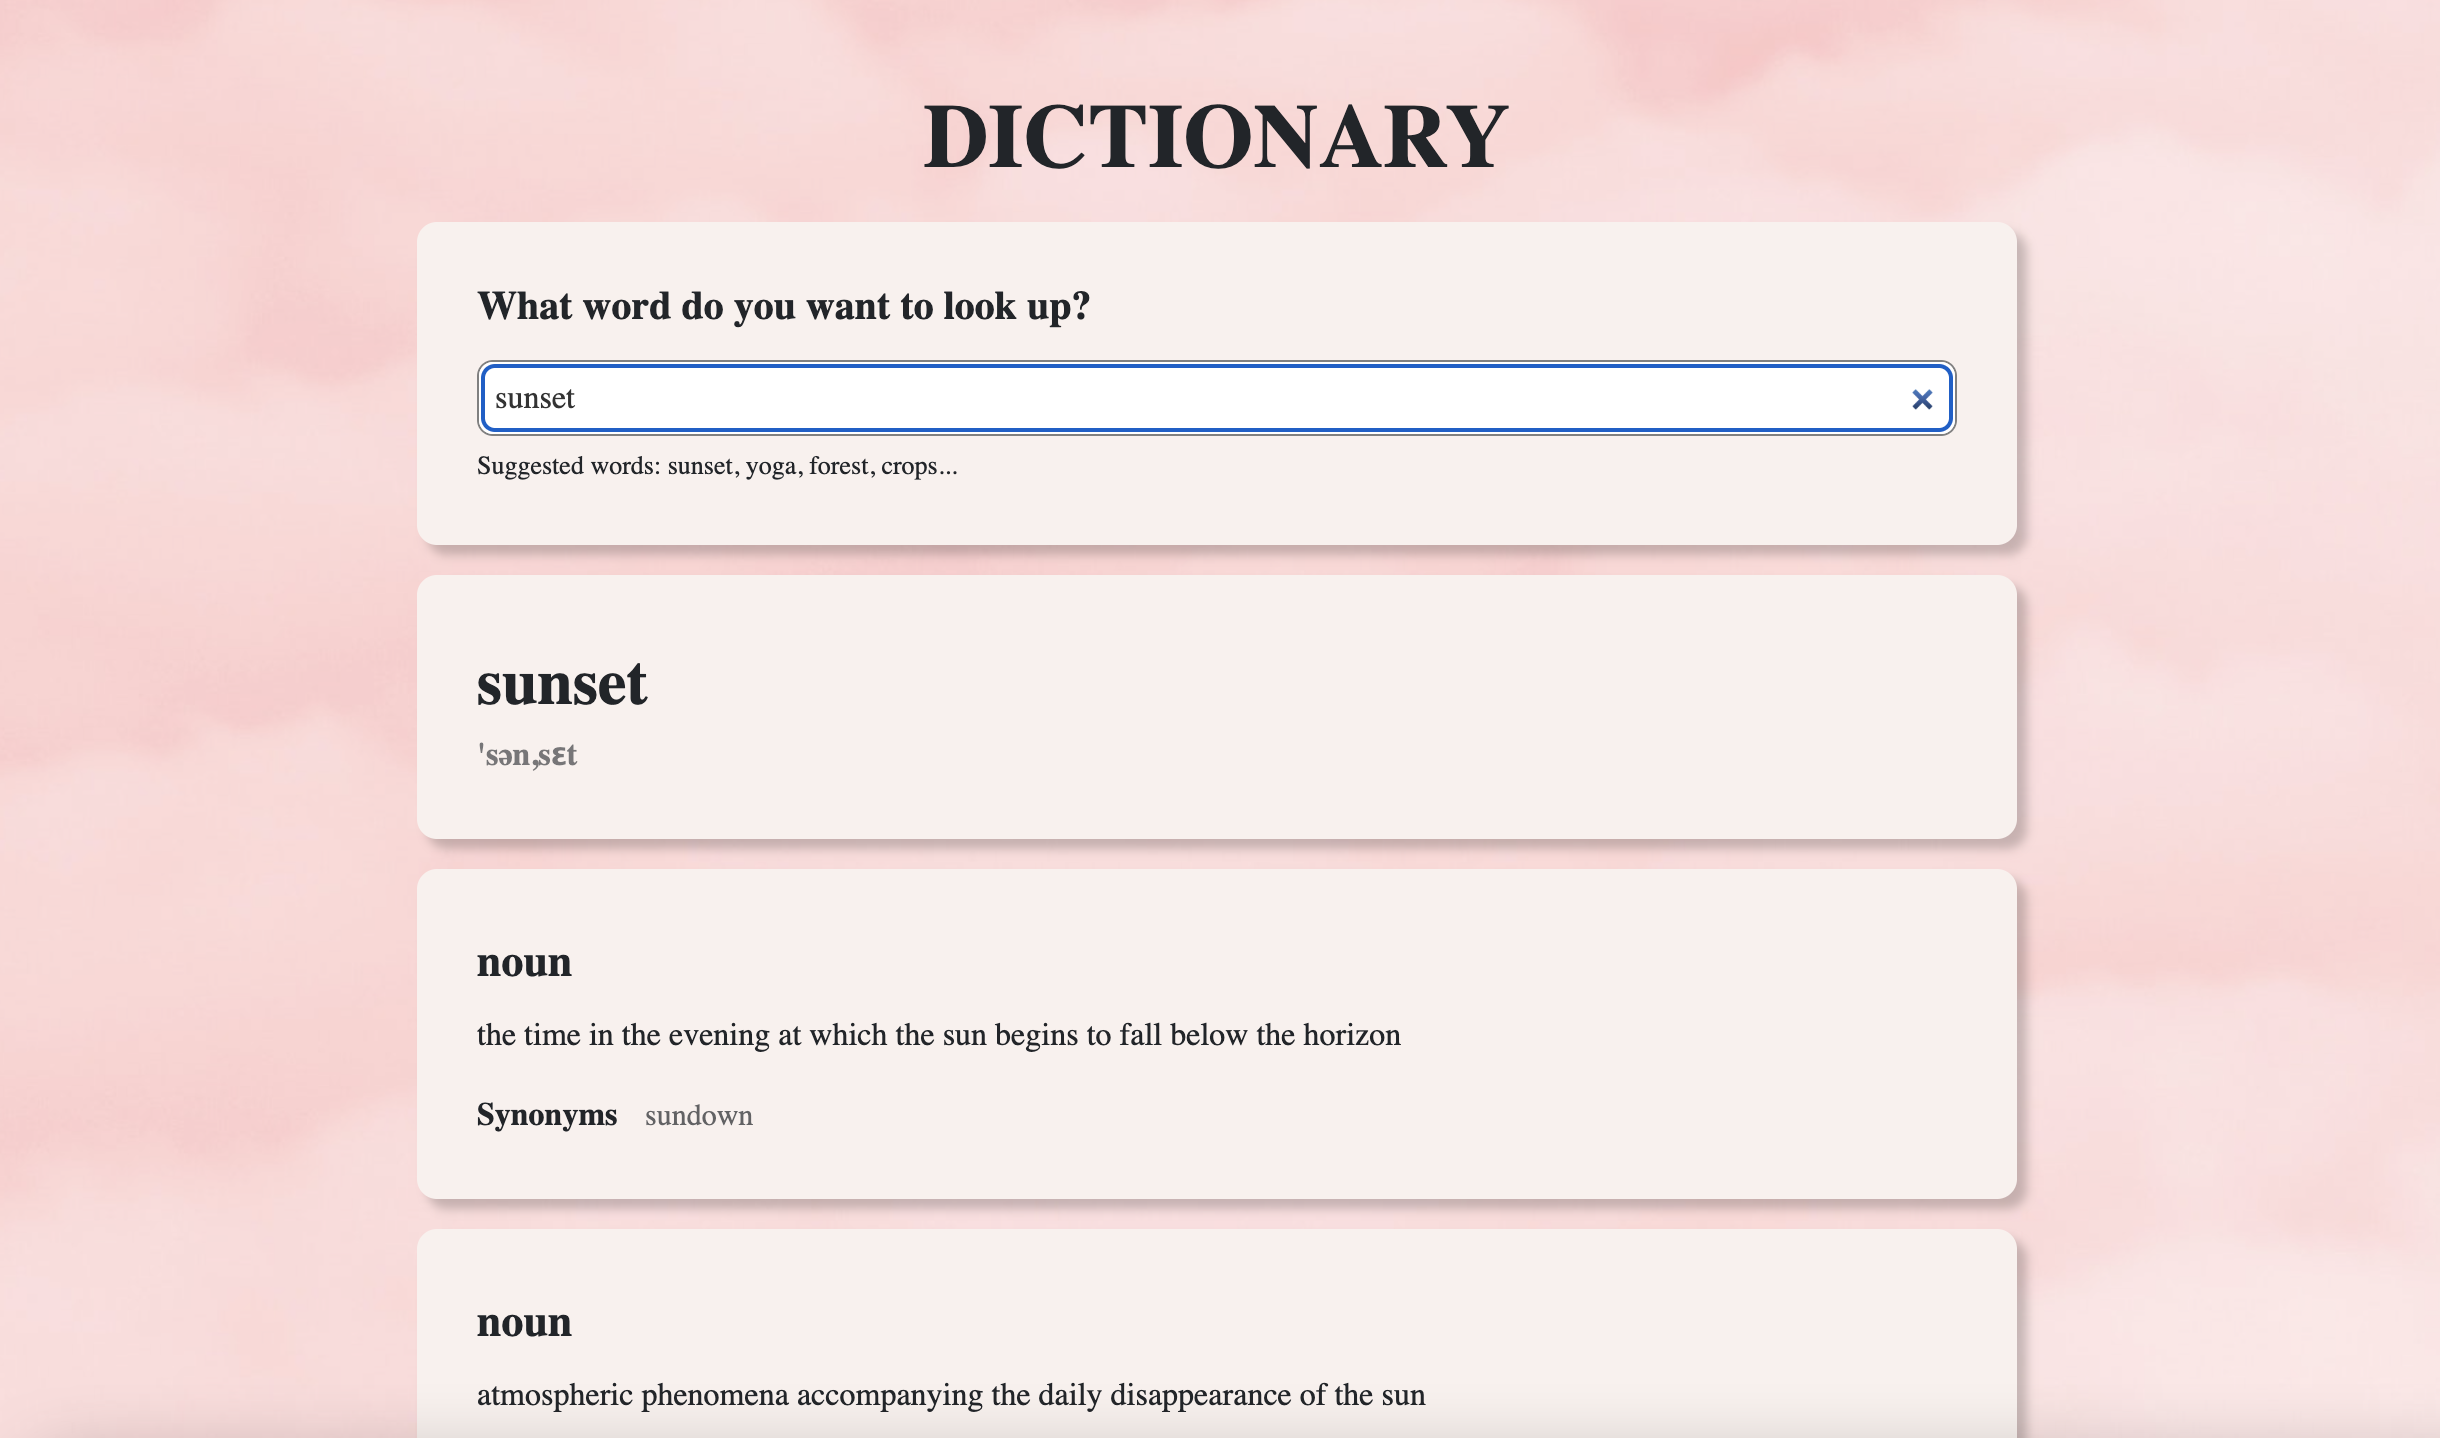 DICTIONARY
What word do you want to look up?
sunset
Suggested words: sunset, yoga, forest, crops...
sunset
'sən,sɛt
noun
the time in the evening at which the sun begins to fall below the horizon
Synonyms sundown
noun
atmospheric phenomena accompanying the daily disappearance of the sun